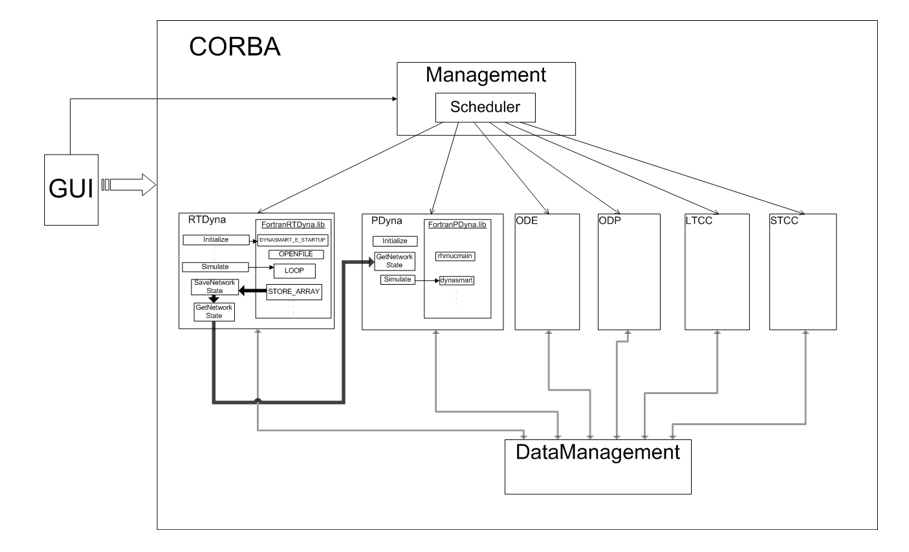 CORBA
Management
Scheduler
GUI
RTDyna
FortranRTDyna.lib
Initialize
DYNASMART_E_STARTUP
OPENFILE
Simulate
LOOP
SaveNetwork
State
STORE_ARRAY
GetNetwork
State
PDyna
FortranPDyna.lib
Initialize
GetNetwork
State
rhmucmain
Simulate
dynasmart
ODE
ODP
LTCC
STCC
DataManagement